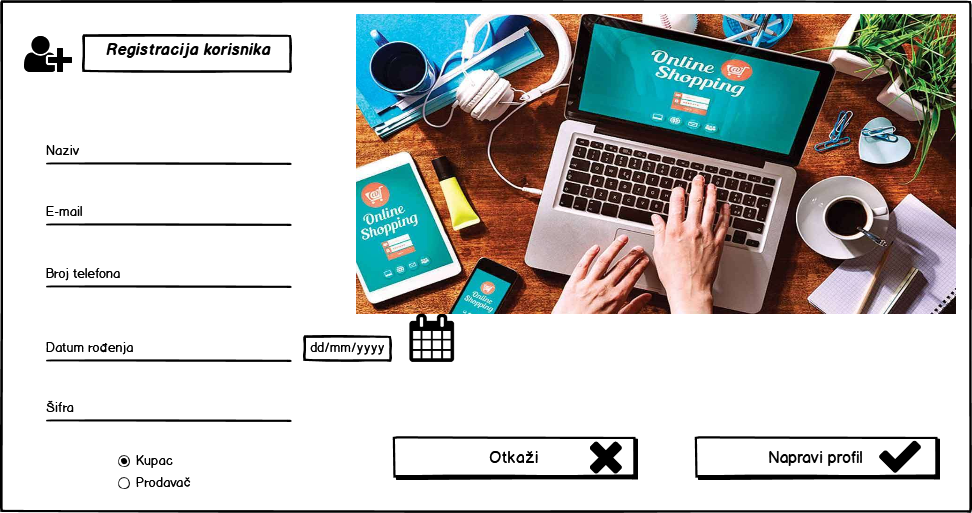 Registracija korisnika
Online
Shopping
Online
Shopping
Online
Shopping
Naziv
E-mail
Broj telefona
Datum rođenja
dd/mm/yyyy
Šifra
Kupac
Prodavač
Otkaži
Napravi profil